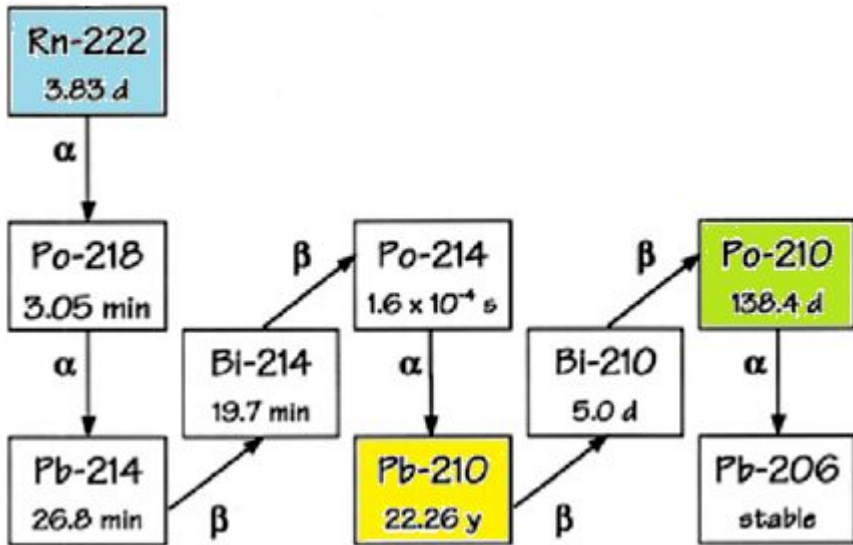 Rn-222
3.83 d
α
Po-218
3.05 min
α
Pb-214
26.8 min
β
Bi-214
19.7 min
β
Po-214
1.6 x 10⁻⁴ s
α
Pb-210
22.26 y
β
Bi-210
5.0 d
β
Po-210
138.4 d
α
Pb-206
stable